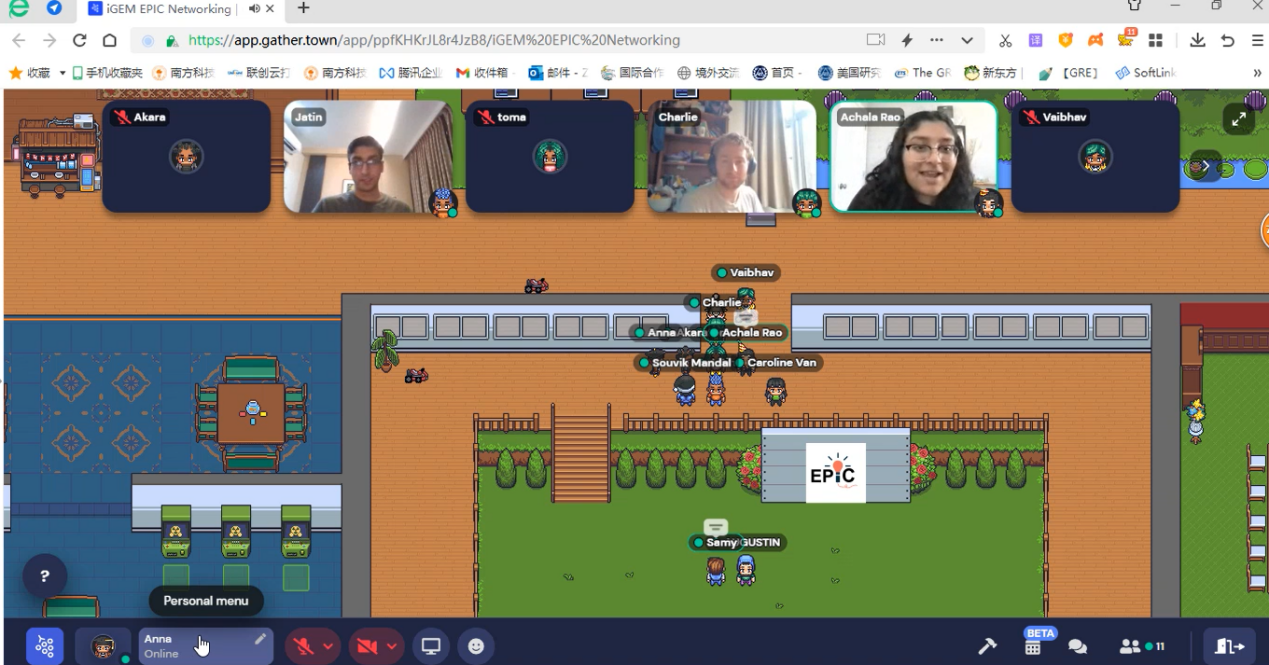 iGEM EPIC Networking |
https://app.gather.town/app/ppfKHKrJL8r4JzB8/iGEM%20EPIC%20Networking
11
收藏 手机收藏夹 南方科技 联创云打 南方科技 腾讯企业 收件箱 邮件 - Z 国际合作 境外交流 首页 - 美国研究 The GR 新东方 | 【GRE】 SoftLink
Akara Jatin toma Charlie Achala Rao Vaibhav
Vaibhav
Charlie
Anna Akara Achala Rao
Souvik Mandal Caroline Van
EPiC
Samy GUSTIN
?
Personal menu
Anna
Online
BETA
11